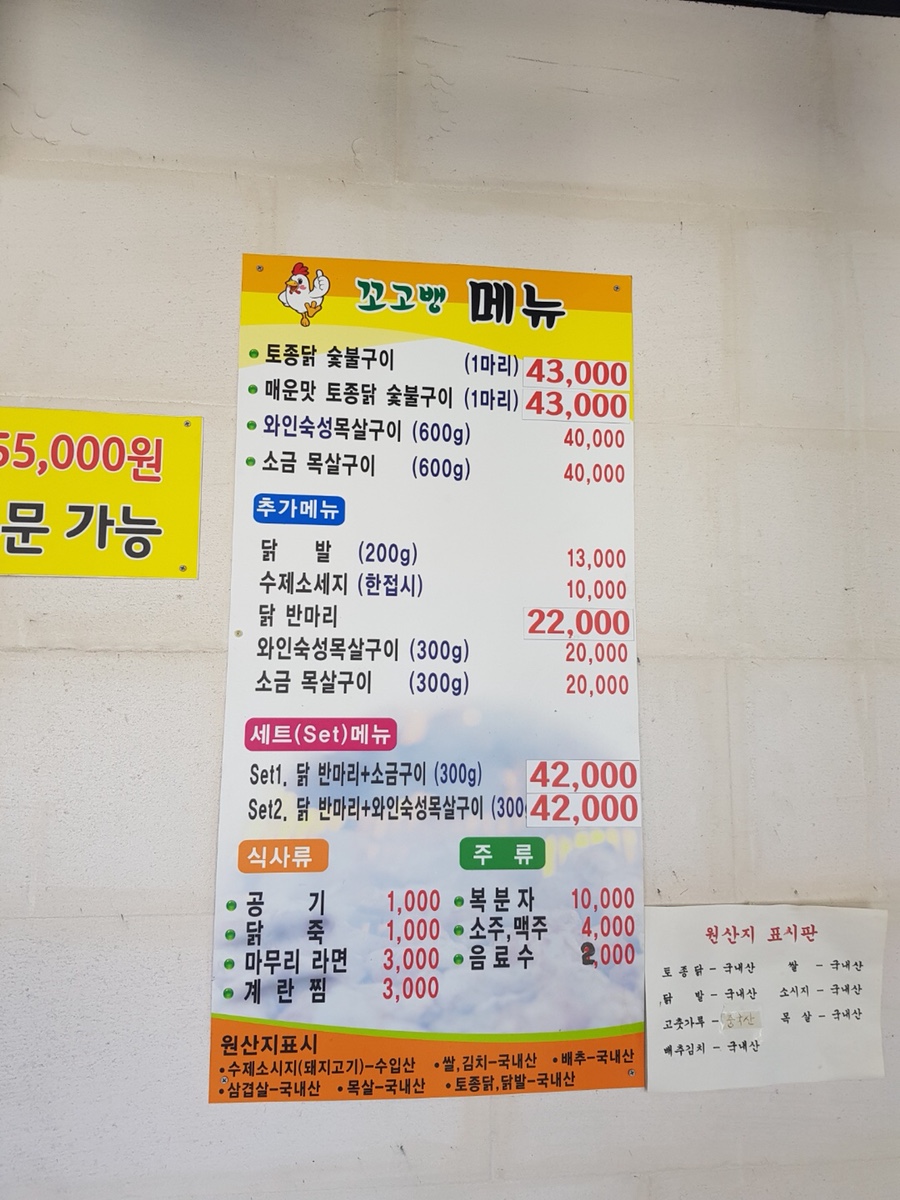 55,000원
문 가능
꼬고뱅 메뉴
토종닭 숯불구이 (1마리) 43,000
매운맛 토종닭 숯불구이 (1마리) 43,000
와인숙성목살구이 (600g) 40,000
소금 목살구이 (600g) 40,000
추가메뉴
닭 발 (200g) 13,000
수제소세지 (한접시) 10,000
닭 반마리 22,000
와인숙성목살구이 (300g) 20,000
소금 목살구이 (300g) 20,000
세트(Set)메뉴
Set1. 닭 반마리+소금구이 (300g) 42,000
Set2. 닭 반마리+와인숙성목살구이 (300 42,000
식사류
공 기 1,000
닭 죽 1,000
마무리 라면 3,000
계 란 찜 3,000
주 류
복 분 자 10,000
소주,맥주 4,000
음 료 수 2,000
원산지표시
•수제소시지(돼지고기)-수입산 •쌀,김치-국내산 •배추-국내산
•삼겹살-국내산 •목살-국내산 •토종닭,닭발-국내산
원산지 표시판
토 종 닭 - 국내산 쌀 - 국내산
닭 발 - 국내산 소시지 - 국내산
고춧가루 - 목 살 - 국내산
배추김치 - 국내산